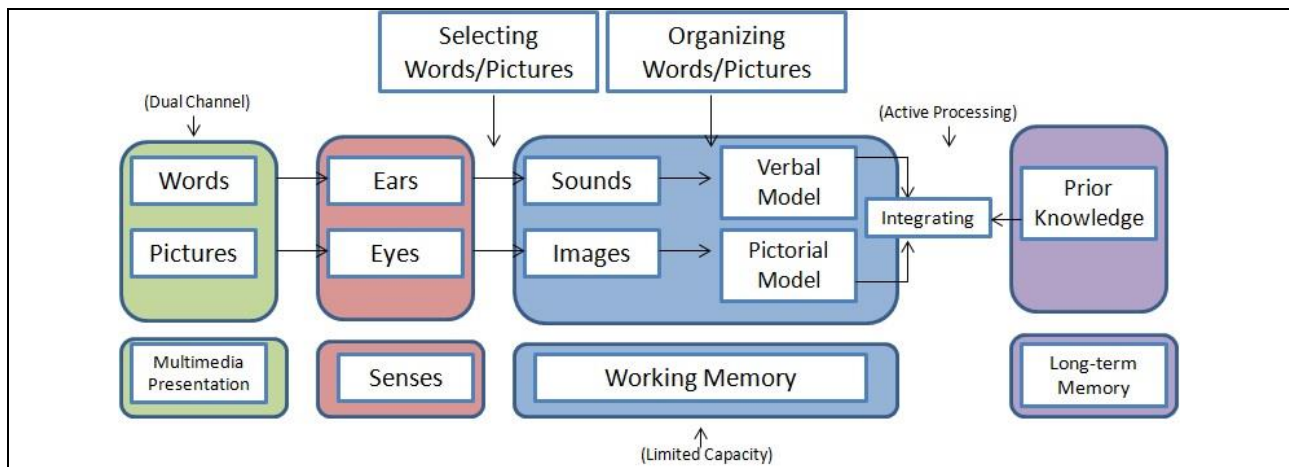 Selecting
Words/Pictures
Organizing
Words/Pictures
(Dual Channel)
(Active Processing)
Words
Ears
Sounds
Verbal
Model
Integrating
Prior
Knowledge
Pictures
Eyes
Images
Pictorial
Model
Multimedia
Presentation
Senses
Working Memory
Long-term
Memory
(Limited Capacity)